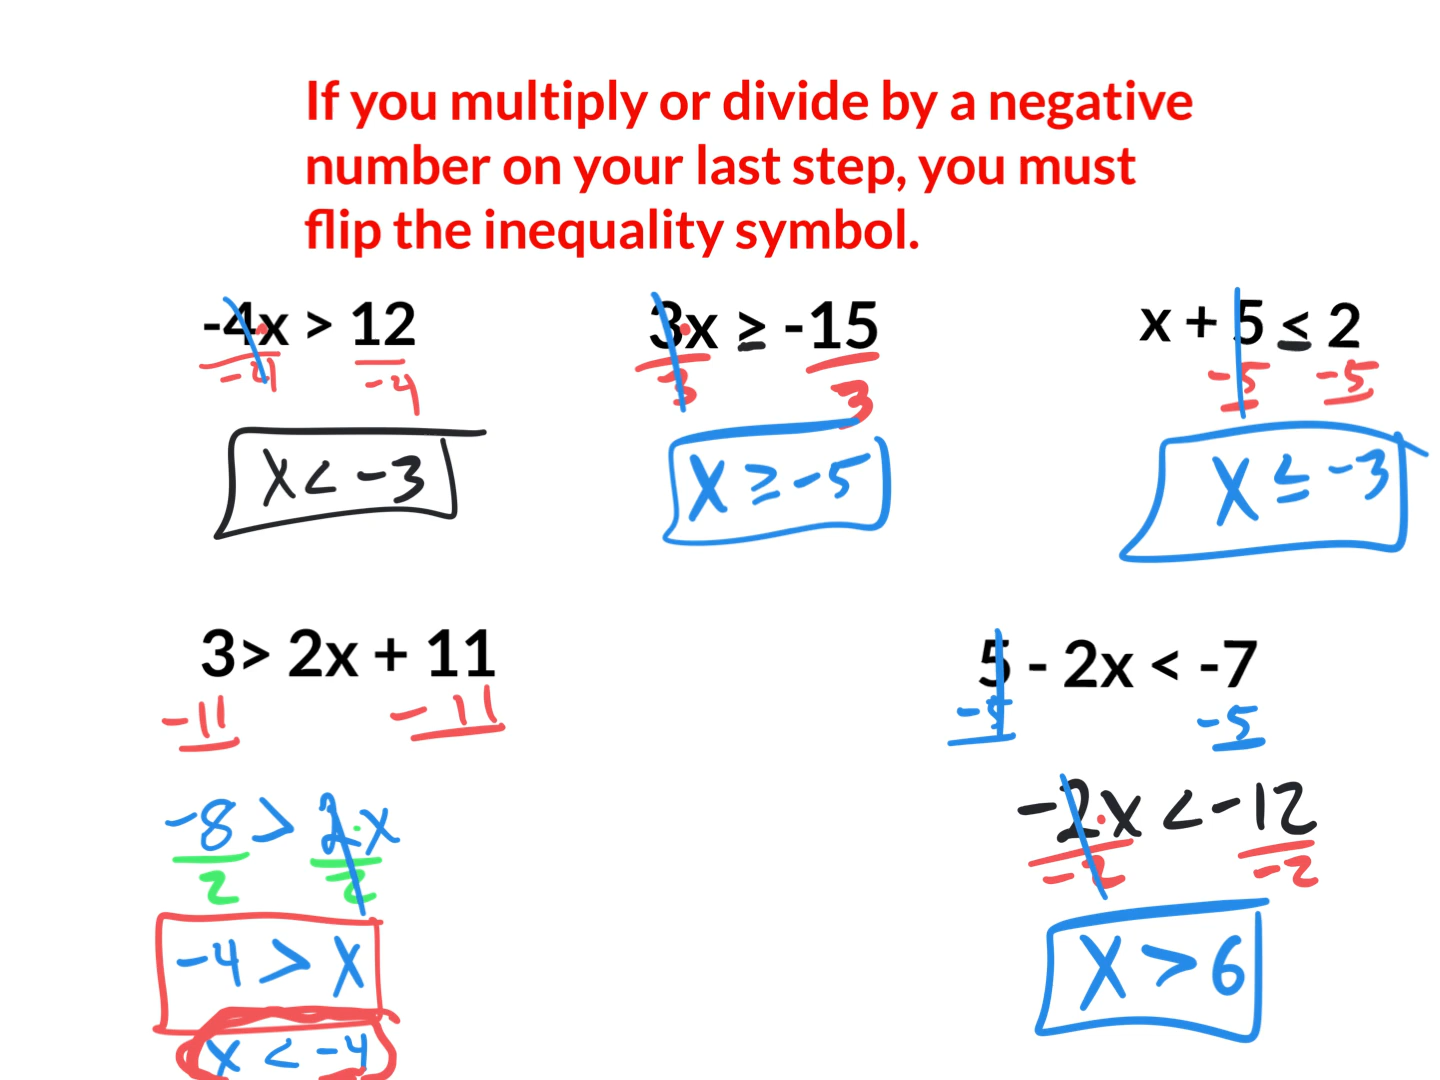 If you multiply or divide by a negative
number on your last step, you must
flip the inequality symbol.
-4x > 12
-4 -4
x < -3
3x ≥ -15
3 3
x ≥ -5
x + 5 ≤ 2
-5 -5
x ≤ -3
3> 2x + 11
-11 -11
-8 > 2x
2 2
-4 > x
x < -4
5 - 2x < -7
-5 -5
-2x < -12
-2 -2
x > 6